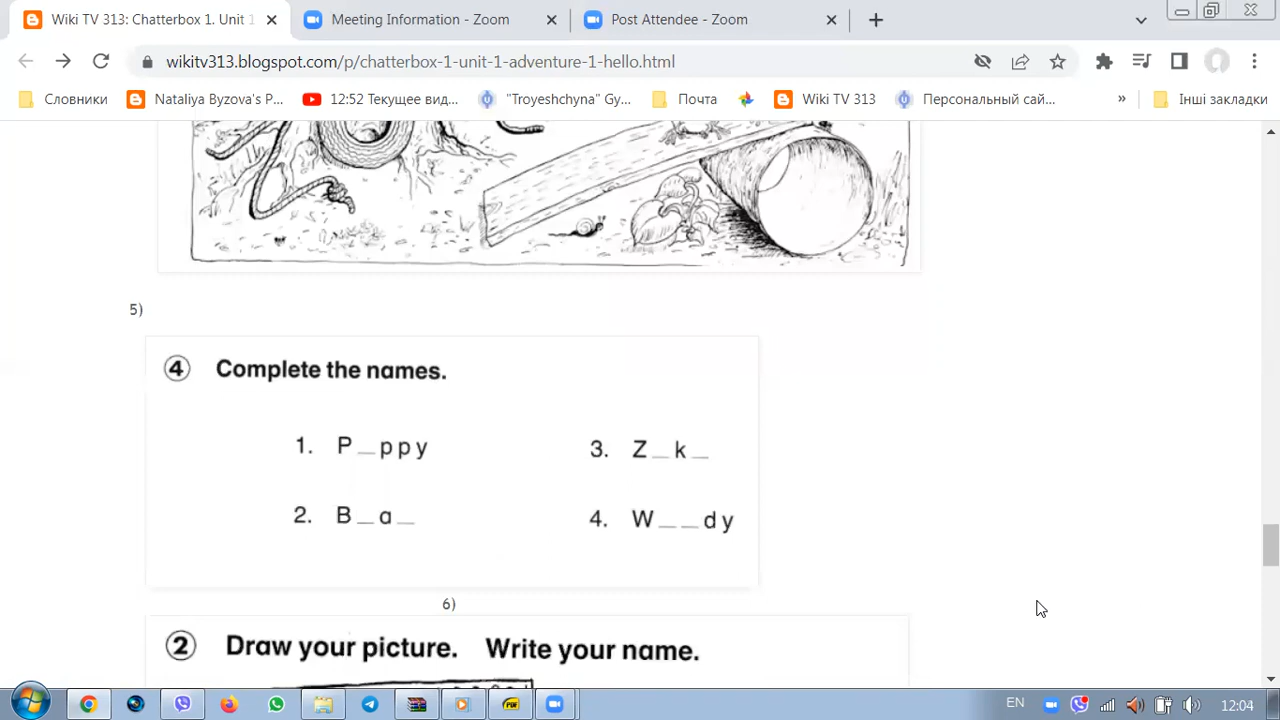 Wiki TV 313: Chatterbox 1. Unit 1
Meeting Information - Zoom
Post Attendee - Zoom
wikitv313.blogspot.com/p/chatterbox-1-unit-1-adventure-1-hello.html
Словники
Nataliya Byzova's P...
12:52 Текущее вид...
"Troyeshchyna" Gy...
Почта
Wiki TV 313
Персональный сай...
»
Інші закладки
5)
4 Complete the names.
1. P _ p p y
3. Z _ k _
2. B _ a _
4. W _ _ d y
6)
2 Draw your picture. Write your name.
EN
12:04